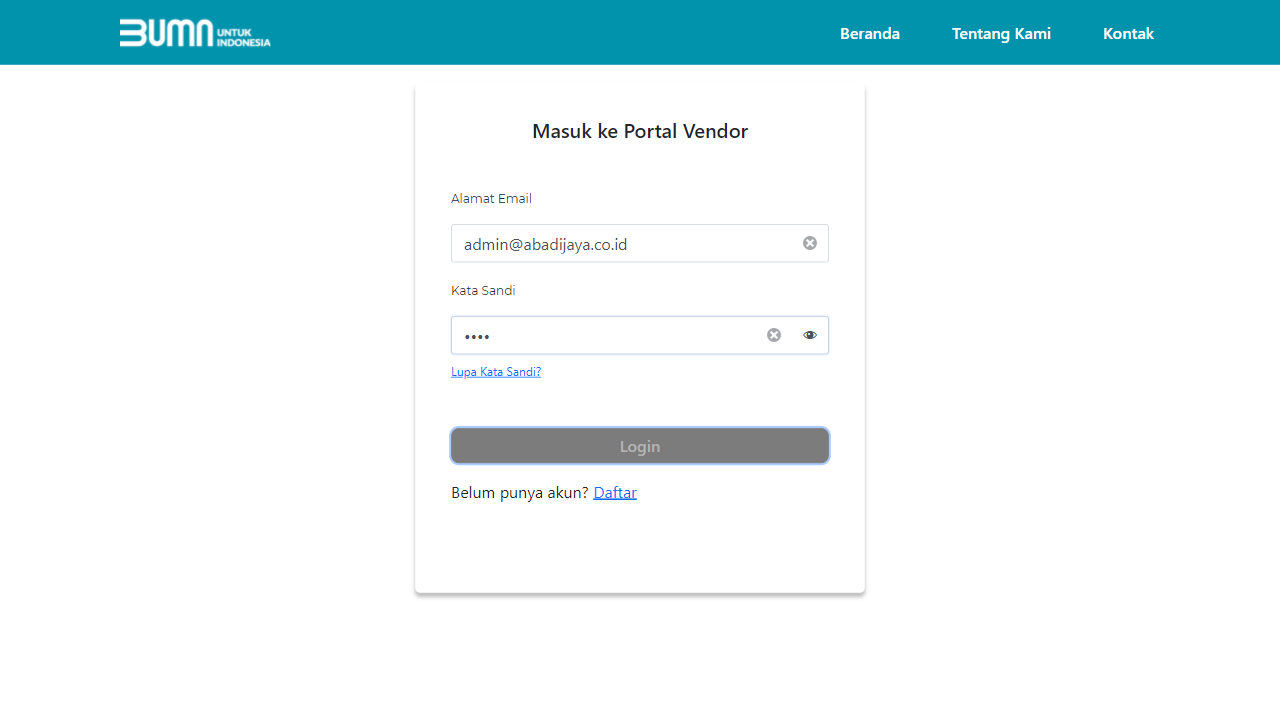 BUMN UNTUK
INDONESIA
Beranda
Tentang Kami
Kontak
Masuk ke Portal Vendor
Alamat Email
admin@abadijaya.co.id
Kata Sandi
••••
Lupa Kata Sandi?
Login
Belum punya akun? Daftar